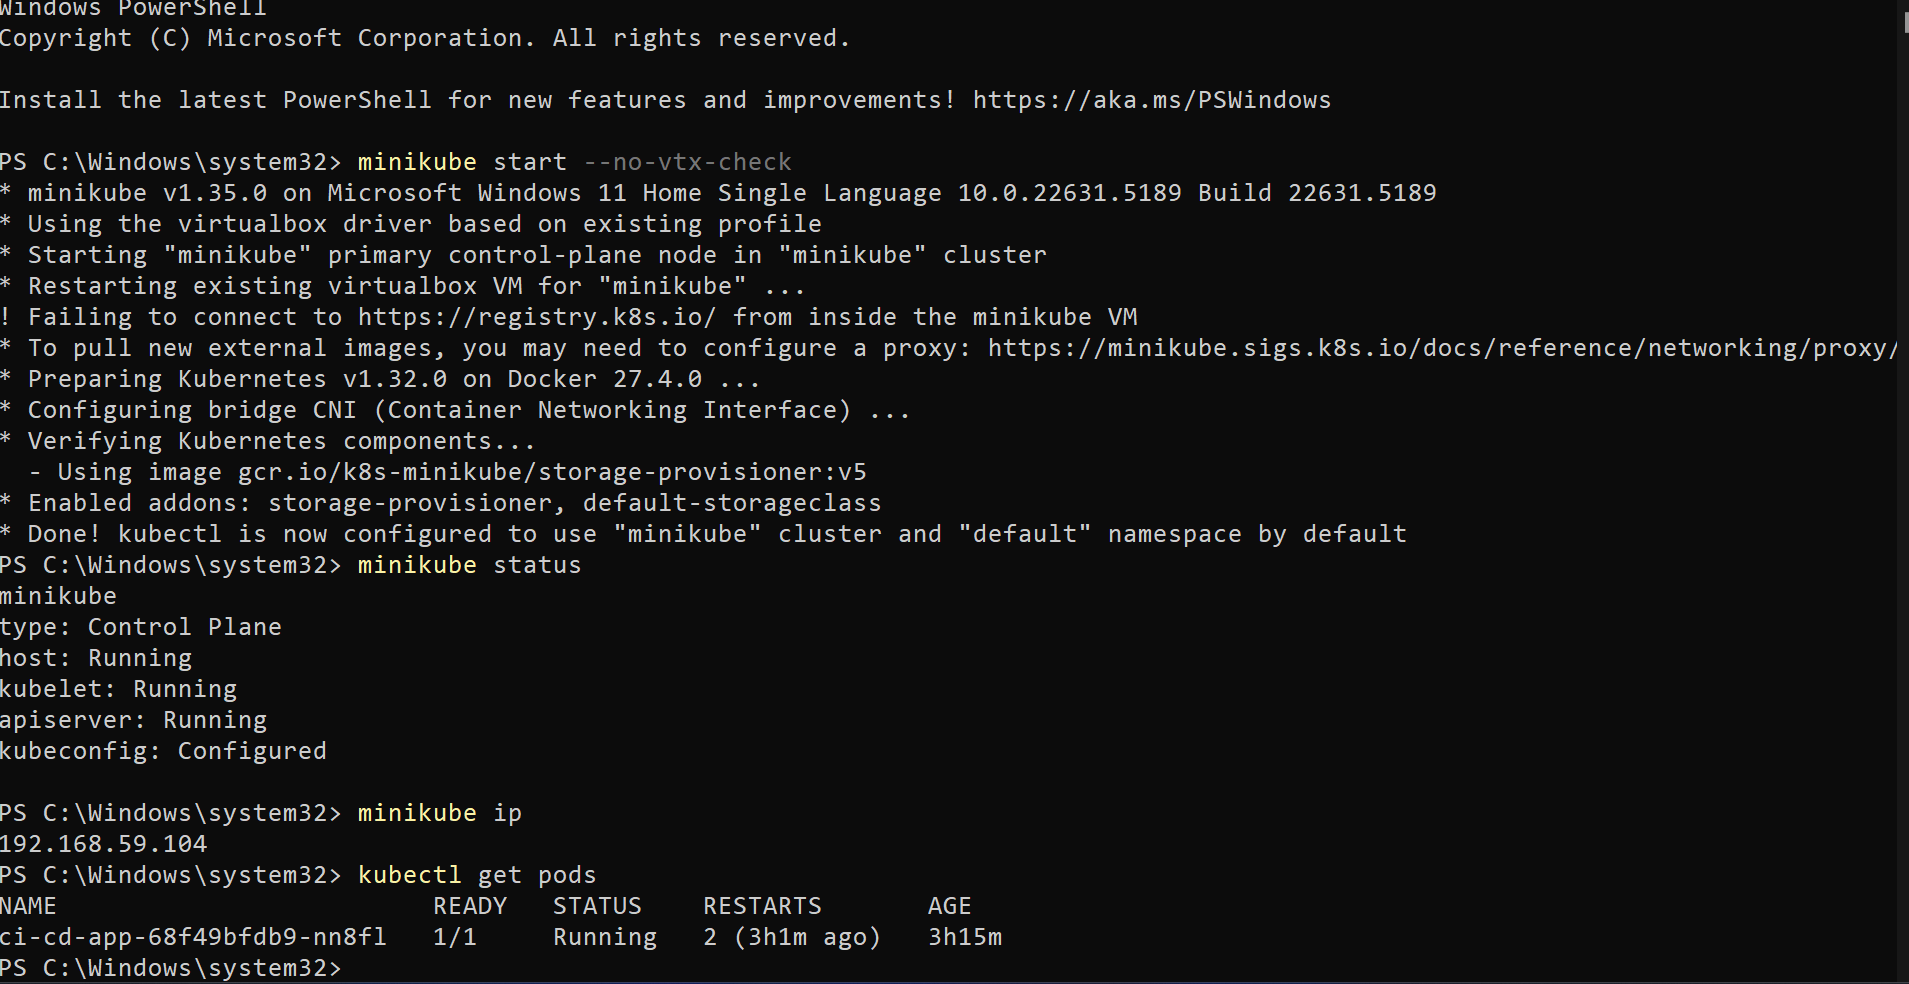 Windows PowerShell
Copyright (C) Microsoft Corporation. All rights reserved.
Install the latest PowerShell for new features and improvements! https://aka.ms/PSWindows
PS C:\Windows\system32> minikube start --no-vtx-check
* minikube v1.35.0 on Microsoft Windows 11 Home Single Language 10.0.22631.5189 Build 22631.5189
* Using the virtualbox driver based on existing profile
* Starting "minikube" primary control-plane node in "minikube" cluster
* Restarting existing virtualbox VM for "minikube" ...
! Failing to connect to https://registry.k8s.io/ from inside the minikube VM
* To pull new external images, you may need to configure a proxy: https://minikube.sigs.k8s.io/docs/reference/networking/proxy/
* Preparing Kubernetes v1.32.0 on Docker 27.4.0 ...
* Configuring bridge CNI (Container Networking Interface) ...
* Verifying Kubernetes components...
  - Using image gcr.io/k8s-minikube/storage-provisioner:v5
* Enabled addons: storage-provisioner, default-storageclass
* Done! kubectl is now configured to use "minikube" cluster and "default" namespace by default
PS C:\Windows\system32> minikube status
minikube
type: Control Plane
host: Running
kubelet: Running
apiserver: Running
kubeconfig: Configured
PS C:\Windows\system32> minikube ip
192.168.59.104
PS C:\Windows\system32> kubectl get pods
NAME                         READY   STATUS    RESTARTS       AGE
ci-cd-app-68f49bfdb9-nn8fl   1/1     Running   2 (3h1m ago)   3h15m
PS C:\Windows\system32>